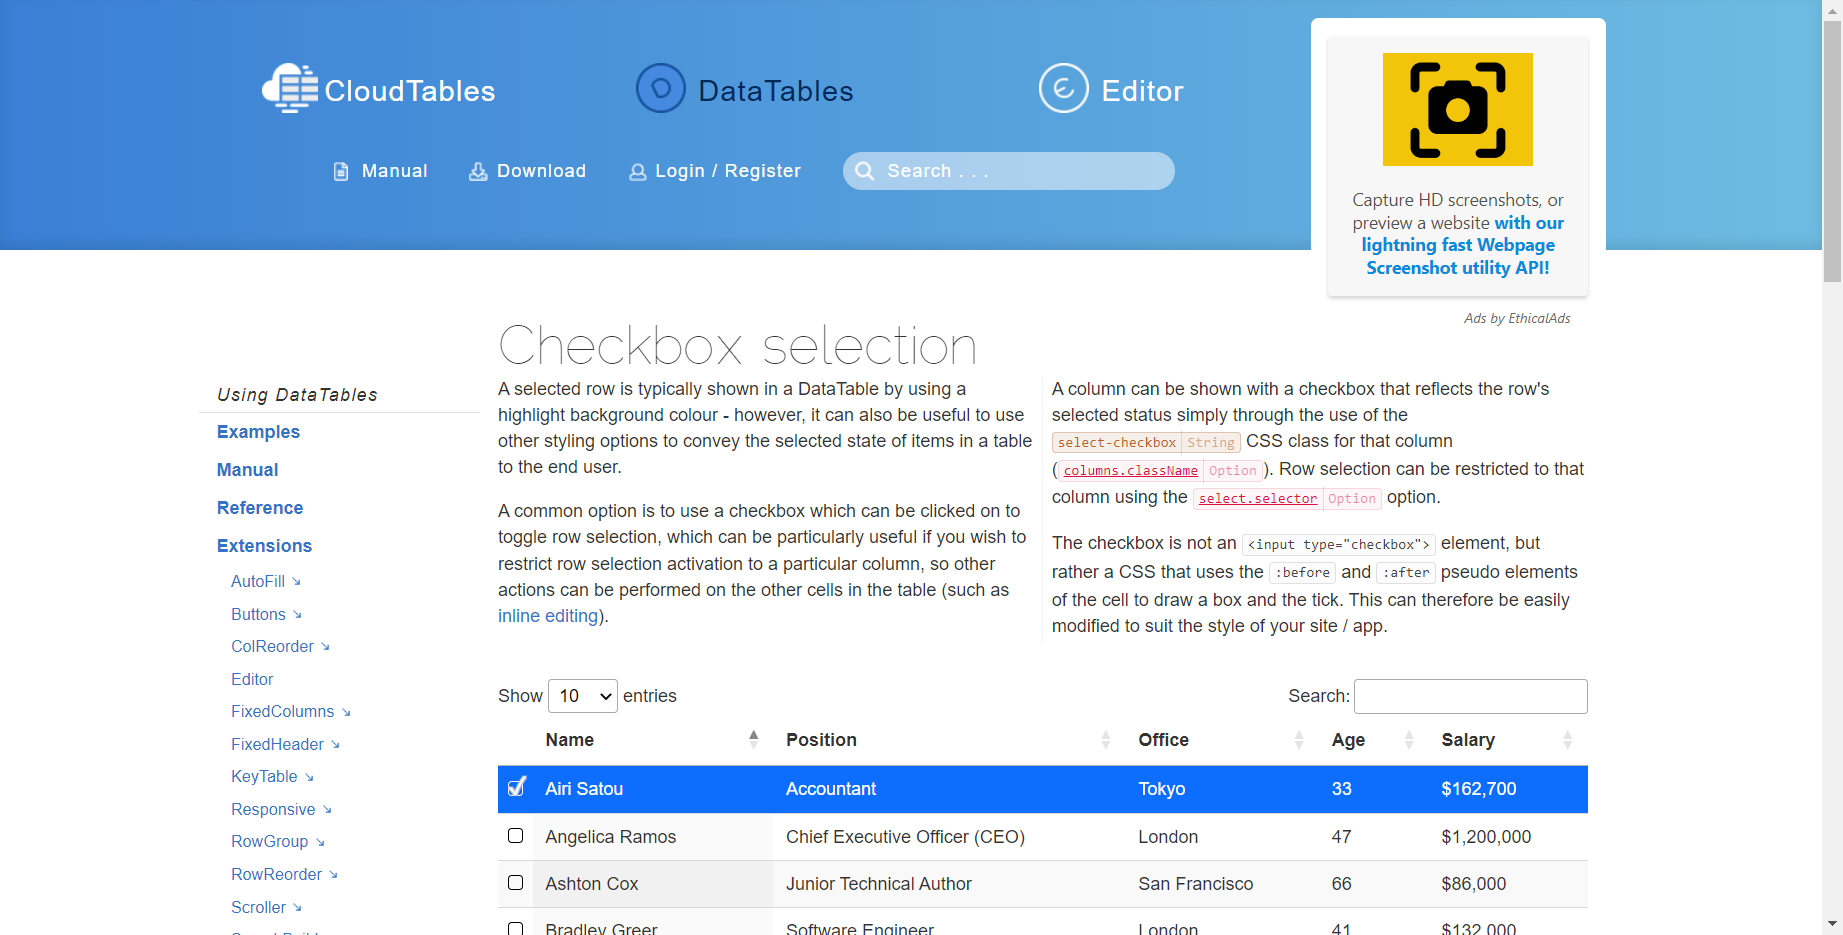 CloudTables
DataTables
Editor
Manual
Download
Login / Register
Search . . .
Capture HD screenshots, or
preview a website with our
lightning fast Webpage
Screenshot utility API!
Ads by EthicalAds
Using DataTables
Examples
Manual
Reference
Extensions
AutoFill
Buttons
ColReorder
Editor
FixedColumns
FixedHeader
KeyTable
Responsive
RowGroup
RowReorder
Scroller
Checkbox selection
A selected row is typically shown in a DataTable by using a
highlight background colour - however, it can also be useful to use
other styling options to convey the selected state of items in a table
to the end user.
A common option is to use a checkbox which can be clicked on to
toggle row selection, which can be particularly useful if you wish to
restrict row selection activation to a particular column, so other
actions can be performed on the other cells in the table (such as
inline editing).
A column can be shown with a checkbox that reflects the row's
selected status simply through the use of the
select-checkbox String CSS class for that column
(columns.className Option). Row selection can be restricted to that
column using the select.selector Option option.
The checkbox is not an <input type="checkbox"> element, but
rather a CSS that uses the :before and :after pseudo elements
of the cell to draw a box and the tick. This can therefore be easily
modified to suit the style of your site / app.
Show 10 entries
Search:
Name Position Office Age Salary
Airi Satou Accountant Tokyo 33 $162,700
Angelica Ramos Chief Executive Officer (CEO) London 47 $1,200,000
Ashton Cox Junior Technical Author San Francisco 66 $86,000
Bradley Greer Software Engineer London 41 $132,000